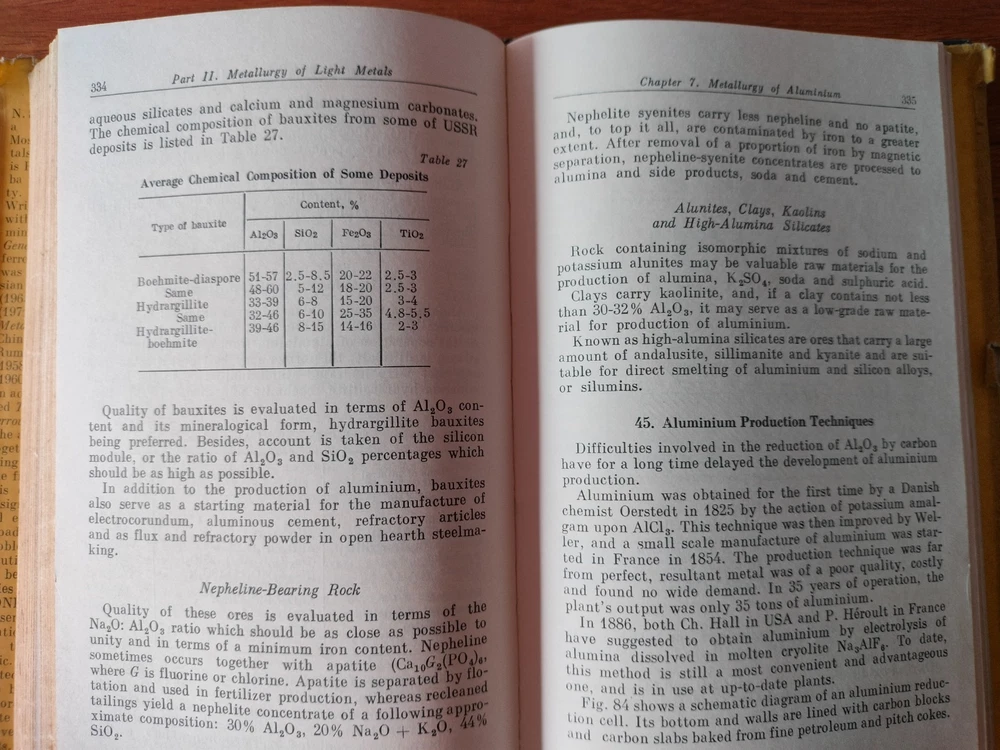 334
Part II. Metallurgy of Light Metals
aqueous silicates and calcium and magnesium carbonates.
The chemical composition of bauxites from some of USSR
deposits is listed in Table 27.
Table 27
Average Chemical Composition of Some Deposits
Type of bauxite
Content, %
Al₂O₃ SiO₂ Fe₂O₃ TiO₂
Boehmite-diaspore 51-57 2.5-8.5 20-22 2.5-3
Same 48-60 5-12 18-20 2.5-3
Hydrargillite 33-39 6-8 15-20 3-4
Same 32-46 6-10 25-35 4.8-5.5
Hydrargillite- 39-46 8-15 14-16 2-3
boehmite
Quality of bauxites is evaluated in terms of Al₂O₃ con-
tent and its mineralogical form, hydrargillite bauxites
being preferred. Besides, account is taken of the silicon
module, or the ratio of Al₂O₃ and SiO₂ percentages which
should be as high as possible.
In addition to the production of aluminium, bauxites
also serve as a starting material for the manufacture of
electrocorundum, aluminous cement, refractory articles
and as flux and refractory powder in open hearth steelma-
king.
Nepheline-Bearing Rock
Quality of these ores is evaluated in terms of the
Na₂O: Al₂O₃ ratio which should be as close as possible to
unity and in terms of a minimum iron content. Nepheline
sometimes occurs together with apatite (Ca₁₀G₂(PO₄)₆,
where G is fluorine or chlorine. Apatite is separated by flo-
tation and used in fertilizer production, whereas recleaned
tailings yield a nephelite concentrate of a following appro-
ximate composition: 30% Al₂O₃, 20% Na₂O + K₂O, 44%
SiO₂.
Chapter 7. Metallurgy of Aluminium
335
Nephelite syenites carry less nepheline and no apatite,
and, to top it all, are contaminated by iron to a greater
extent. After removal of a proportion of iron by magnetic
separation, nepheline-syenite concentrates are processed to
alumina and side products, soda and cement.
Alunites, Clays, Kaolins
and High-Alumina Silicates
Rock containing isomorphic mixtures of sodium and
potassium alunites may be valuable raw materials for the
production of alumina, K₂SO₄, soda and sulphuric acid.
Clays carry kaolinite, and, if a clay contains not less
than 30-32% Al₂O₃, it may serve as a low-grade raw mate-
rial for production of aluminium.
Known as high-alumina silicates are ores that carry a large
amount of andalusite, sillimanite and kyanite and are sui-
table for direct smelting of aluminium and silicon alloys,
or silumins.
45. Aluminium Production Techniques
Difficulties involved in the reduction of Al₂O₃ by carbon
have for a long time delayed the development of aluminium
production.
Aluminium was obtained for the first time by a Danish
chemist Oerstedt in 1825 by the action of potassium amal-
gam upon AlCl₃. This technique was then improved by Wel-
ler, and a small scale manufacture of aluminium was star-
ted in France in 1854. The production technique was far
from perfect, resultant metal was of a poor quality, costly
and found no wide demand. In 35 years of operation, the
plant's output was only 35 tons of aluminium.
In 1886, both Ch. Hall in USA and P. Héroult in France
have suggested to obtain aluminium by electrolysis of
alumina dissolved in molten cryolite Na₃AlF₆. To date,
this method is still a most convenient and advantageous
one, and is in use at up-to-date plants.
Fig. 84 shows a schematic diagram of an aluminium reduc-
tion cell. Its bottom and walls are lined with carbon blocks
and carbon slabs baked from fine petroleum and pitch cokes.